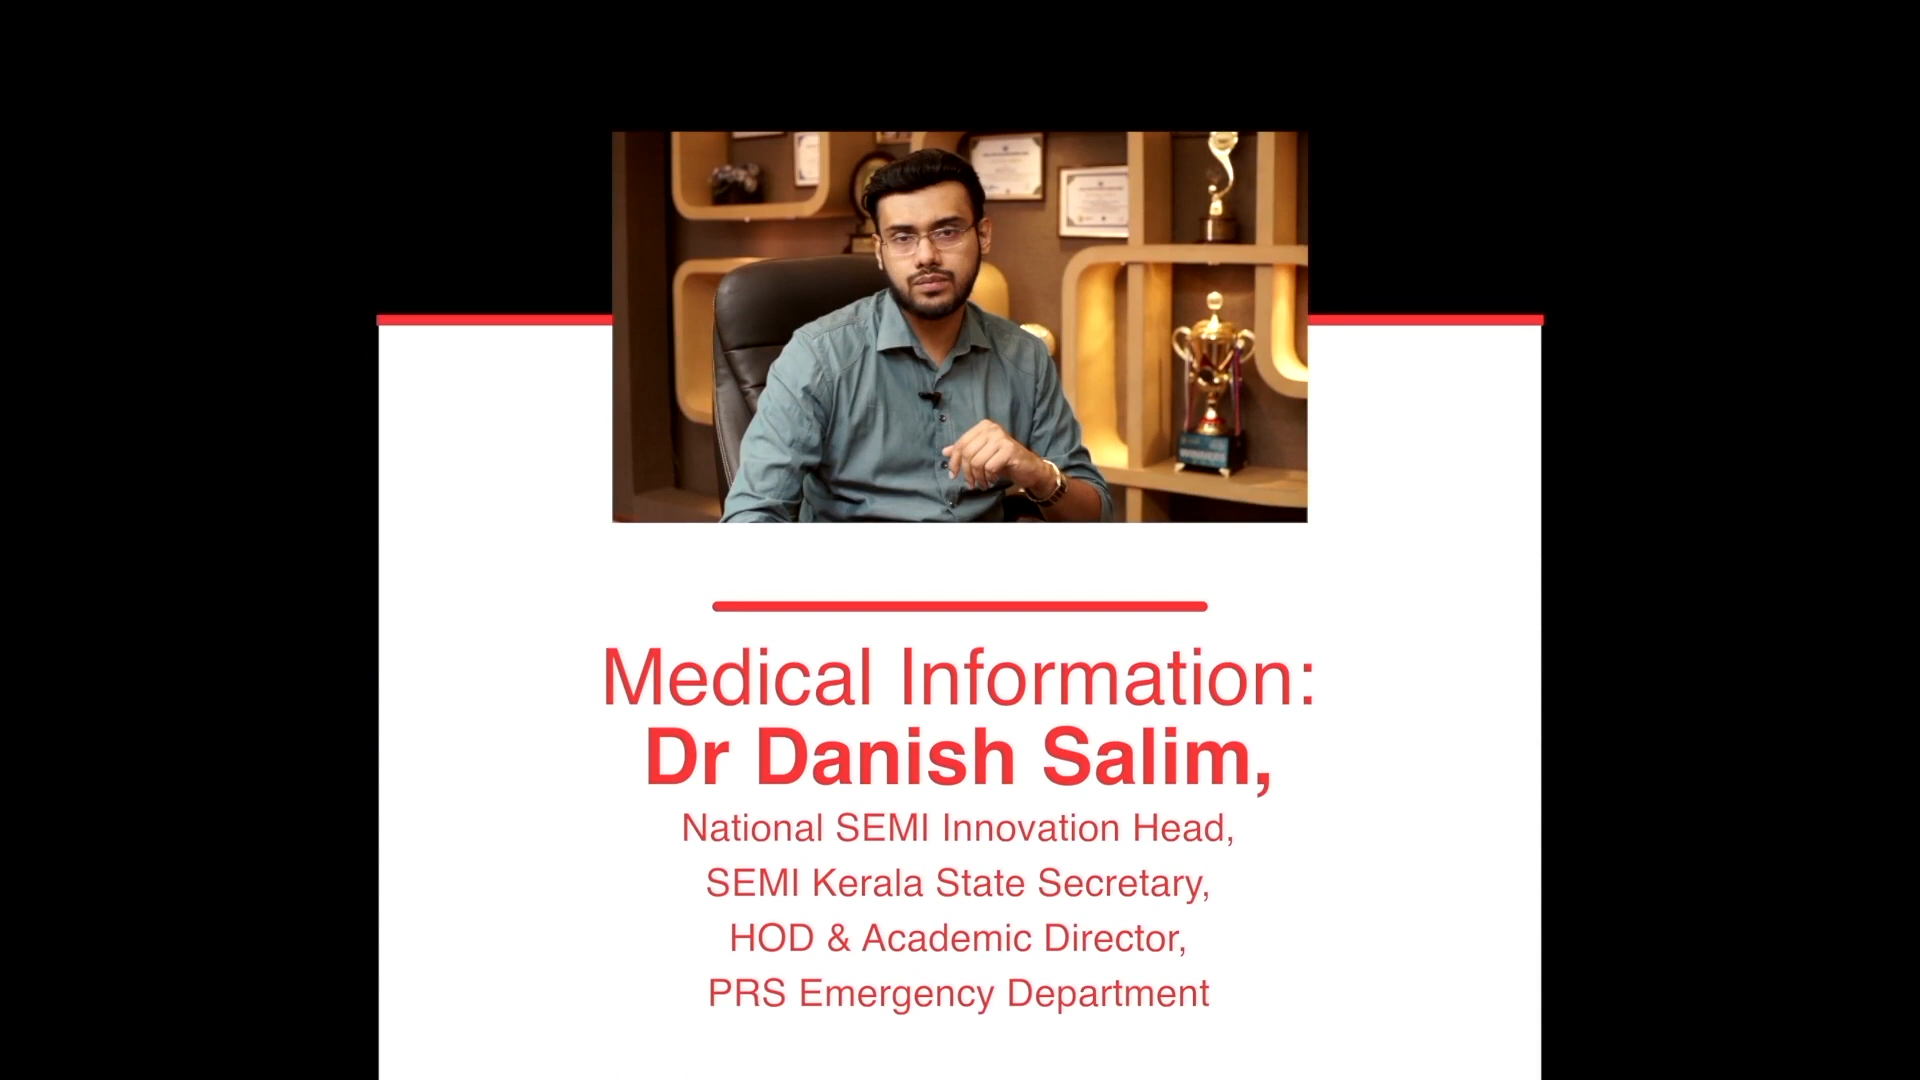 Medical Information:
Dr Danish Salim,
National SEMI Innovation Head,
SEMI Kerala State Secretary,
HOD & Academic Director,
PRS Emergency Department
WINNERS